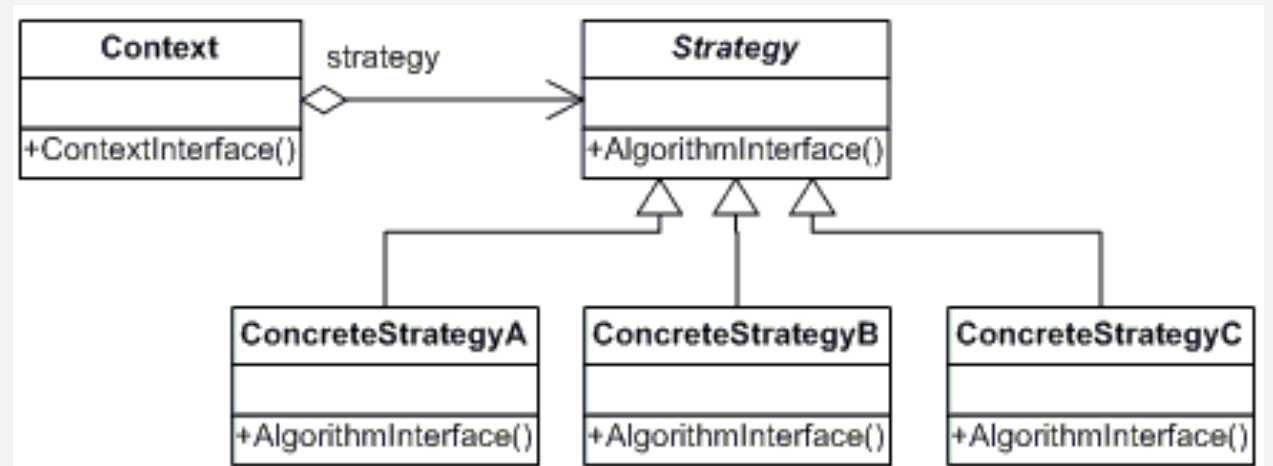 Context
strategy
Strategy
+ContextInterface()
+AlgorithmInterface()
ConcreteStrategyA
ConcreteStrategyB
ConcreteStrategyC
+AlgorithmInterface()
+AlgorithmInterface()
+AlgorithmInterface()